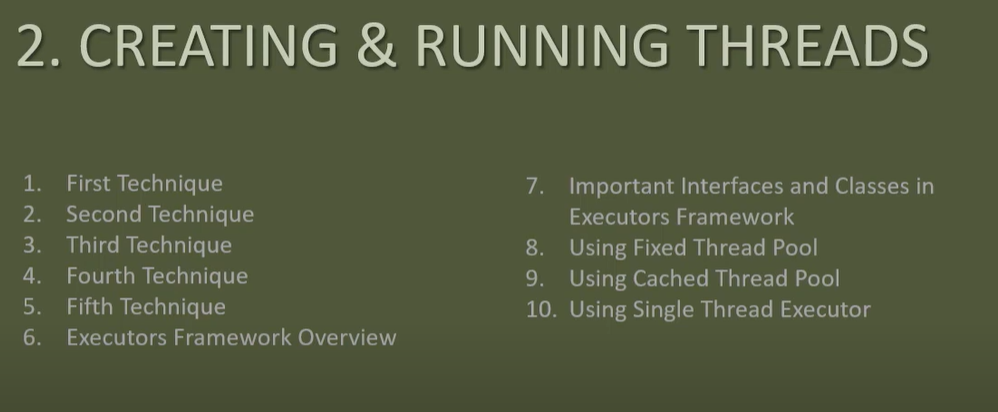 2. CREATING & RUNNING THREADS
1. First Technique
2. Second Technique
3. Third Technique
4. Fourth Technique
5. Fifth Technique
6. Executors Framework Overview
7. Important Interfaces and Classes in
Executors Framework
8. Using Fixed Thread Pool
9. Using Cached Thread Pool
10. Using Single Thread Executor